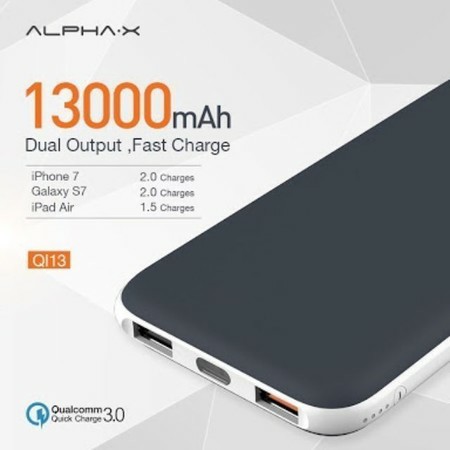 ALPHA·X
13000mAh
Dual Output ,Fast Charge
iPhone 7 2.0 Charges
Galaxy S7 2.0 Charges
iPad Air 1.5 Charges
QI13
Qualcomm
Quick Charge 3.0